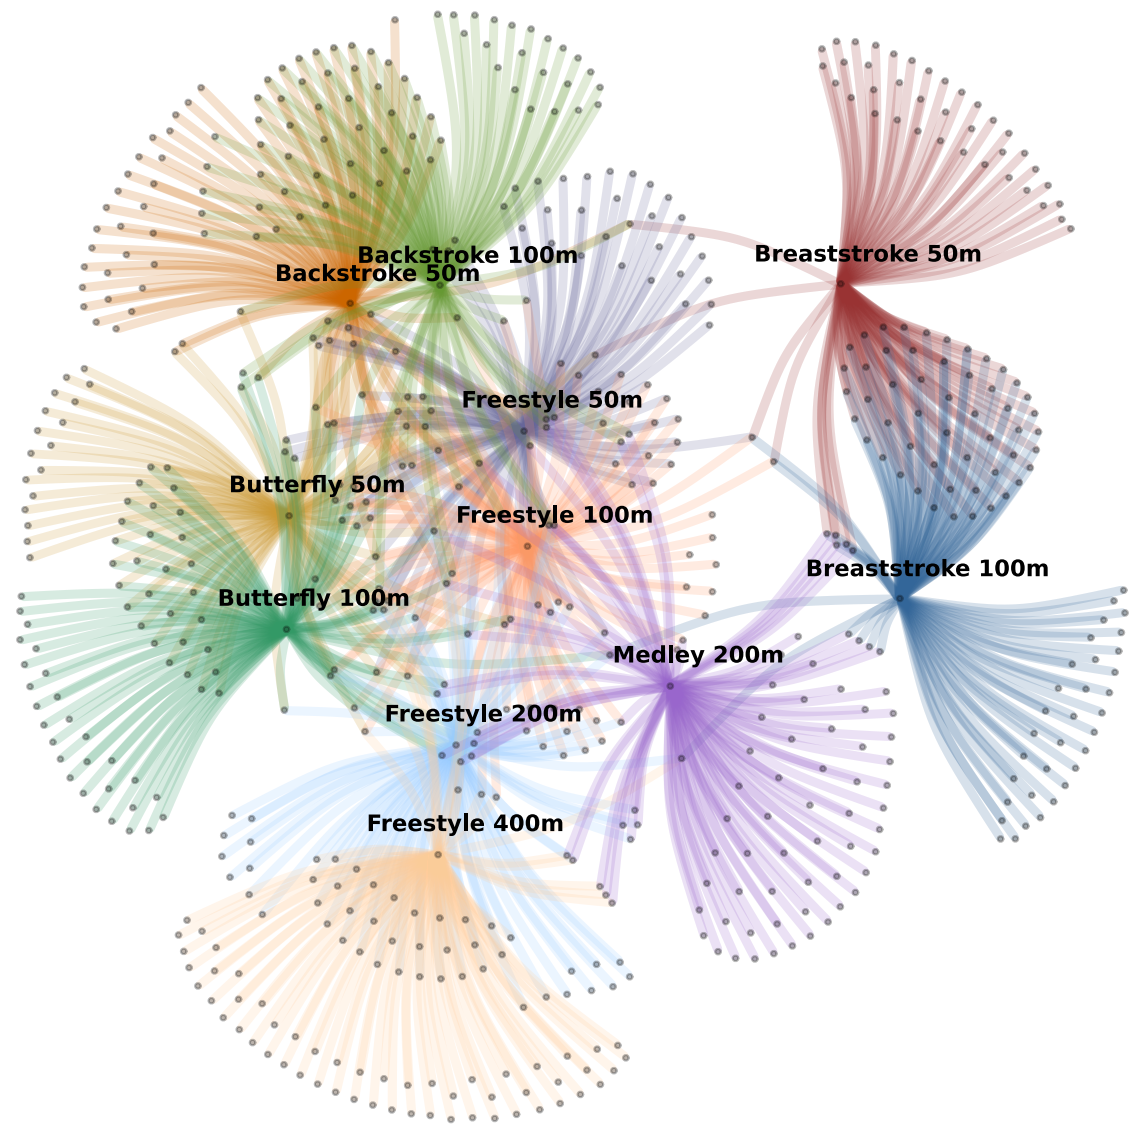 Breaststroke 50m
Backstroke 100m
Backstroke 50m
Freestyle 50m
Butterfly 50m
Freestyle 100m
Breaststroke 100m
Butterfly 100m
Medley 200m
Freestyle 200m
Freestyle 400m